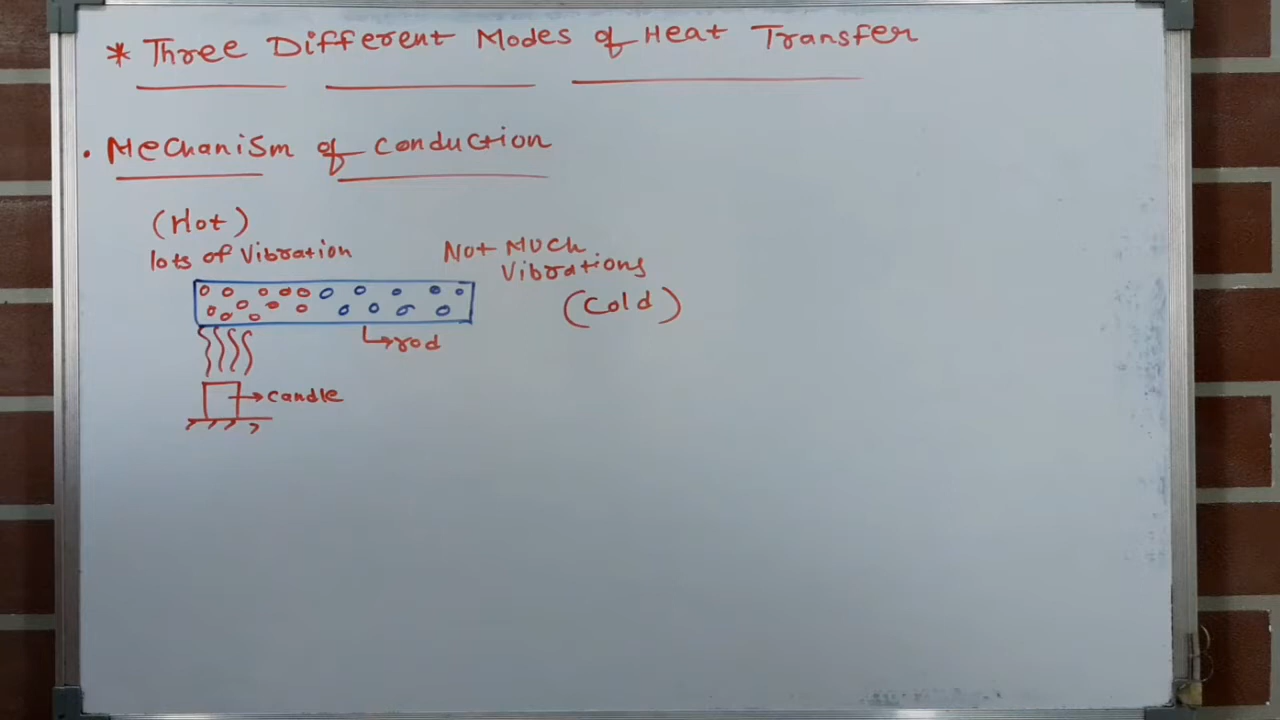 * Three Different Modes of Heat Transfer
. Mechanism of conduction
(Hot)
lots of Vibration
Not Much
Vibrations
(Cold)
rod
candle